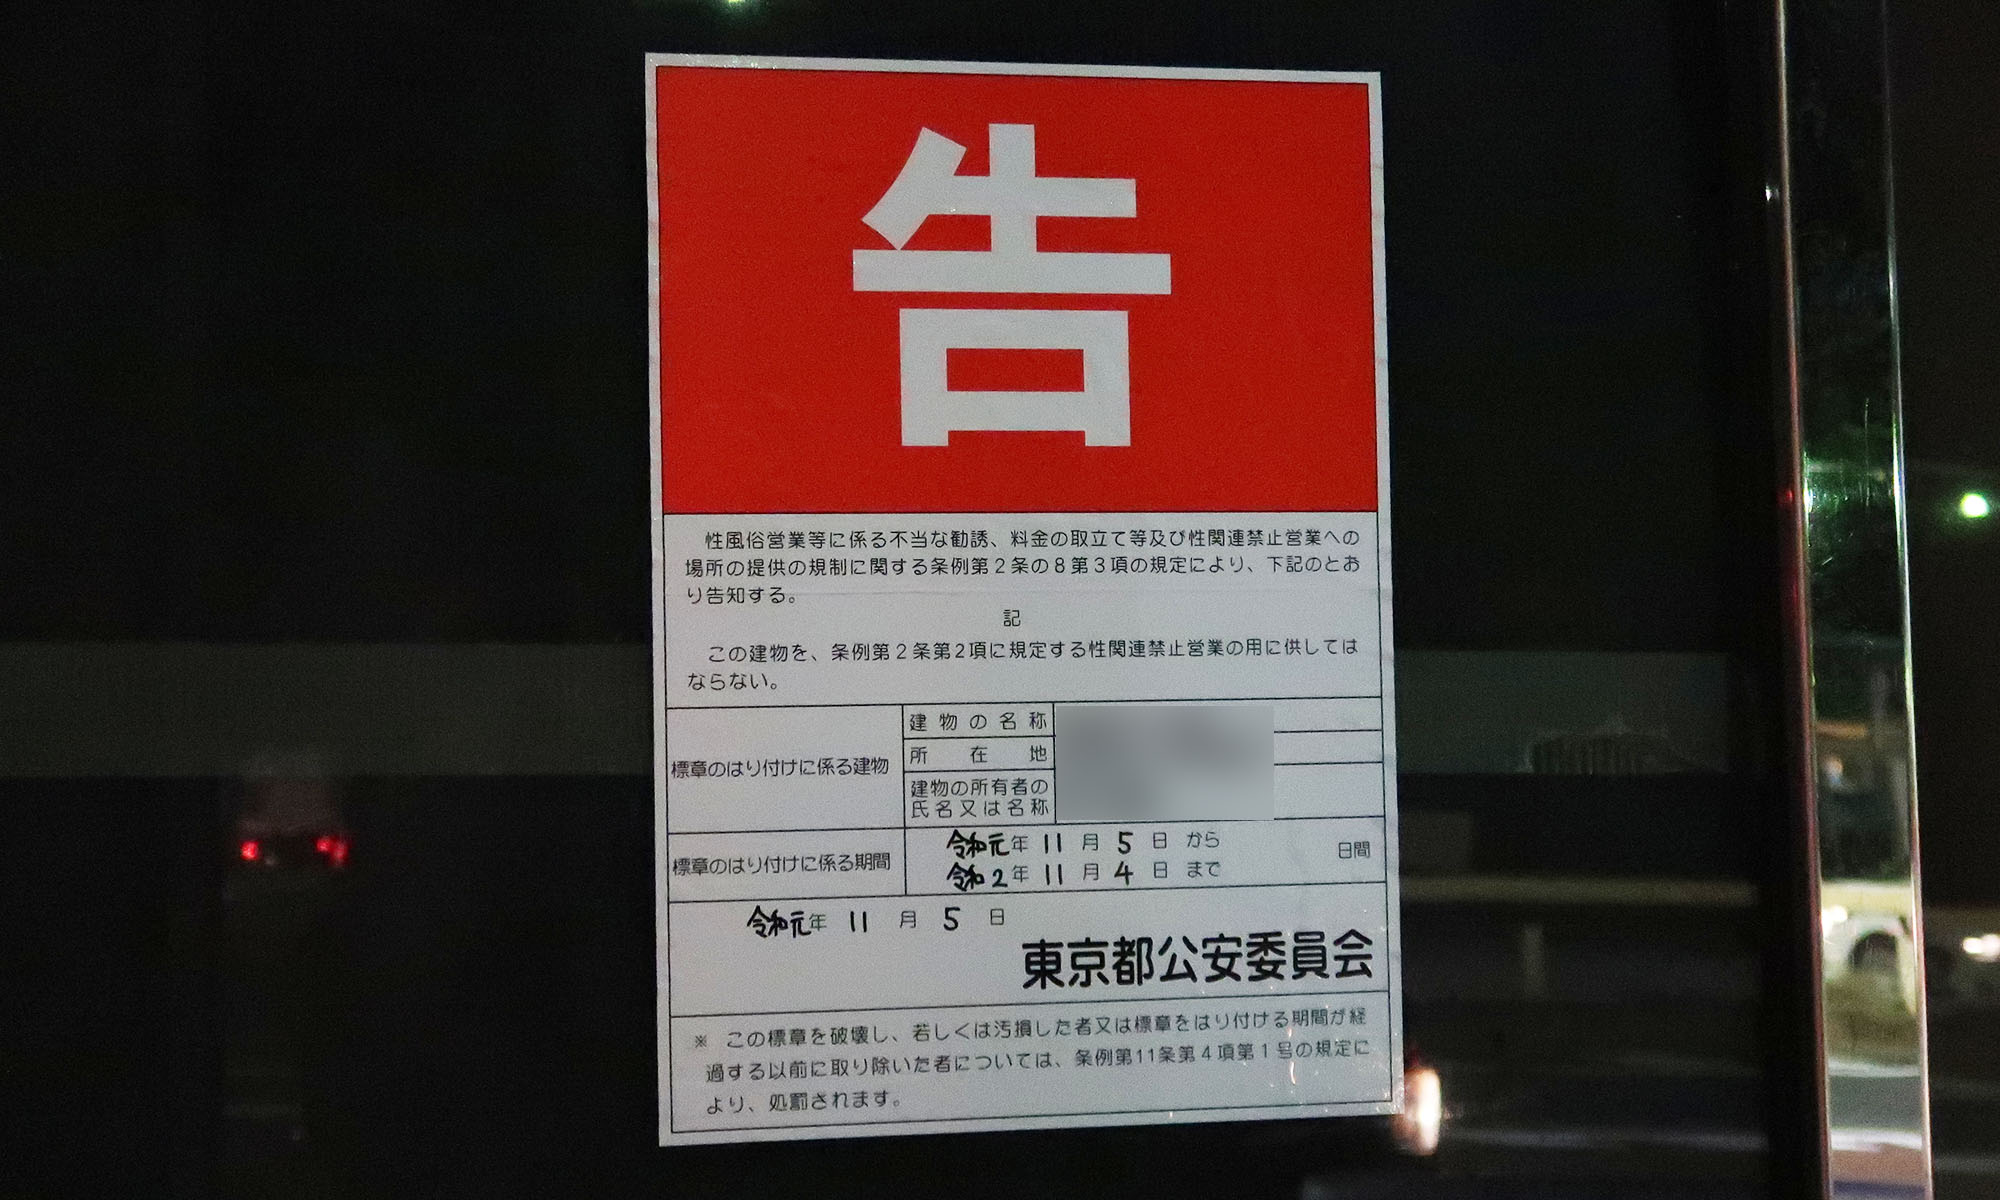 告
性風俗営業等に係る不当な勧誘、料金の取立て等及び性関連禁止営業への
場所の提供の規制に関する条例第2条の8第3項の規定により、下記のとお
り告知する。
記
この建物を、条例第2条第2項に規定する性関連禁止営業の用に供しては
ならない。
標章のはり付けに係る建物
建物の名称
所在地
建物の所有者の
氏名又は名称
標章のはり付けに係る期間
令和元年 11 月 5 日 から
令和2年 11 月 4 日 まで
日間
令和元年 11 月 5 日
東京都公安委員会
※ この標章を破壊し、若しくは汚損した者又は標章をはり付ける期間が経
過する以前に取り除いた者については、条例第11条第4項第1号の規定に
より、処罰されます。